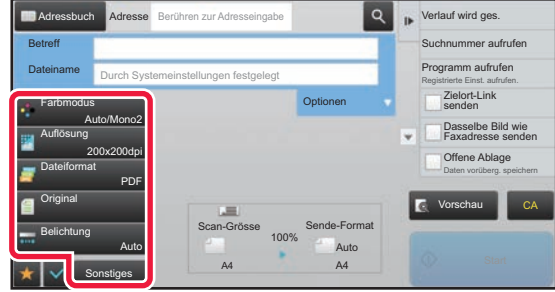 Adressbuch
Adresse
Berühren zur Adresseingabe
Betreff
Dateiname
Durch Systemeinstellungen festgelegt
Optionen
Farbmodus
Auto/Mono2
Auflösung
200x200dpi
Dateiformat
PDF
Original
Belichtung
Auto
Sonstiges
Scan-Grösse
100%
Sende-Format
Auto
A4
A4
Verlauf wird ges.
Suchnummer aufrufen
Programm aufrufen
Registrierte Einst. aufrufen.
Zielort-Link
senden
Dasselbe Bild wie
Faxadresse senden
Offene Ablage
Daten vorüberg. speichern
Vorschau
CA
Start